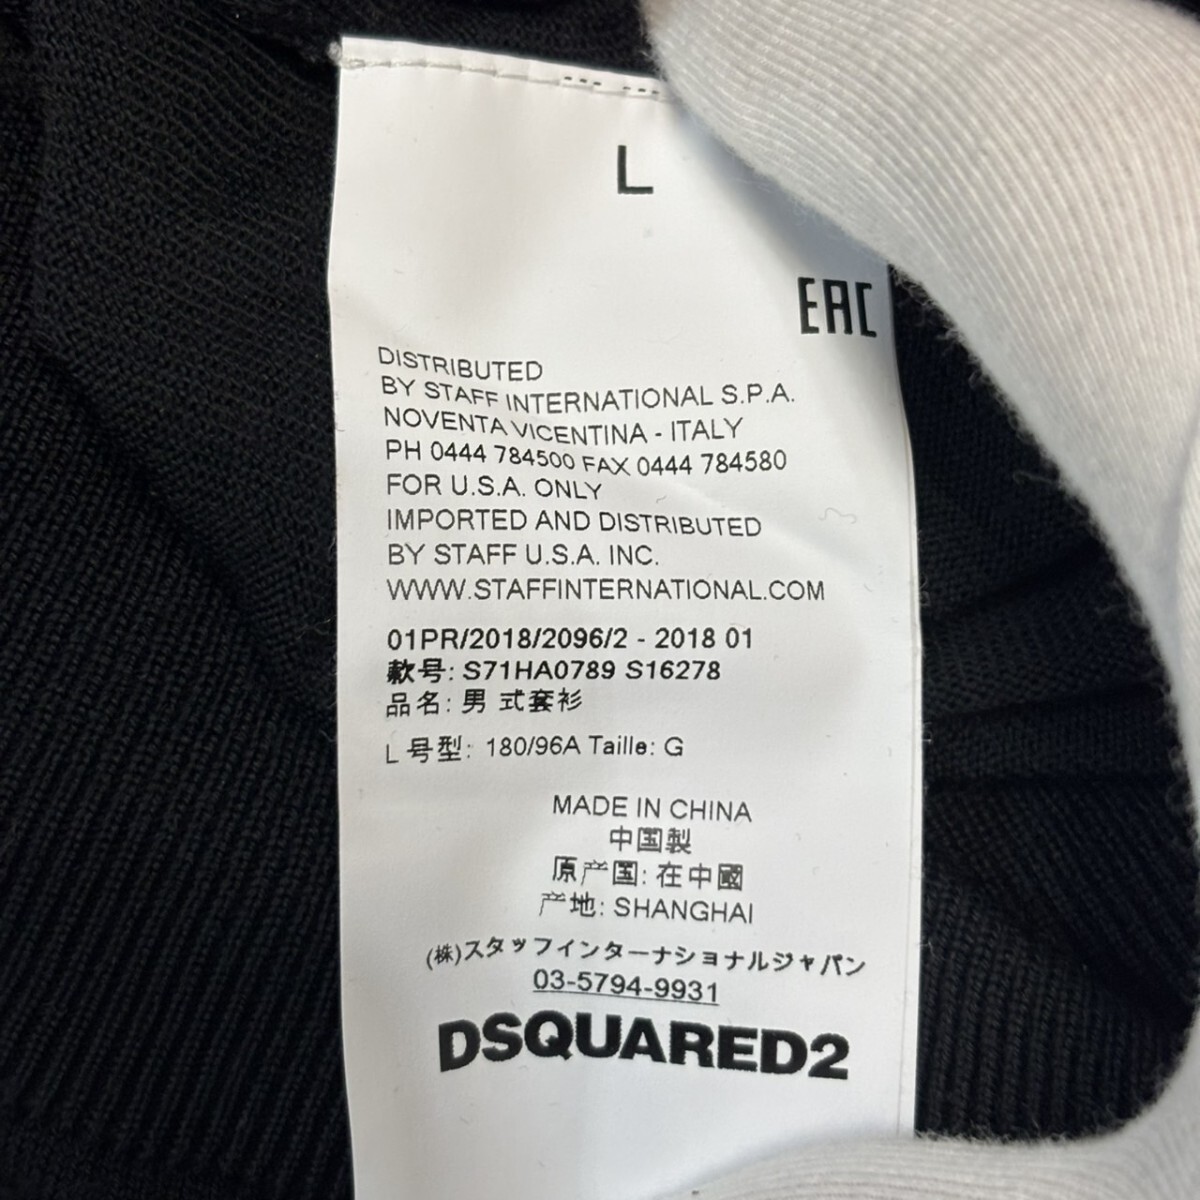 L
EAC
DISTRIBUTED
BY STAFF INTERNATIONAL S.P.A.
NOVENTA VICENTINA - ITALY
PH 0444 784500 FAX 0444 784580
FOR U.S.A. ONLY
IMPORTED AND DISTRIBUTED
BY STAFF U.S.A. INC.
WWW.STAFFINTERNATIONAL.COM
01PR/2018/2096/2 - 2018 01
款号: S71HA0789 S16278
品名: 男 式套衫
L 号型: 180/96A Taille: G
MADE IN CHINA
中国製
原产国: 在中國
产地: SHANGHAI
(株)スタッフインターナショナルジャパン
03-5794-9931
DSQUARED2